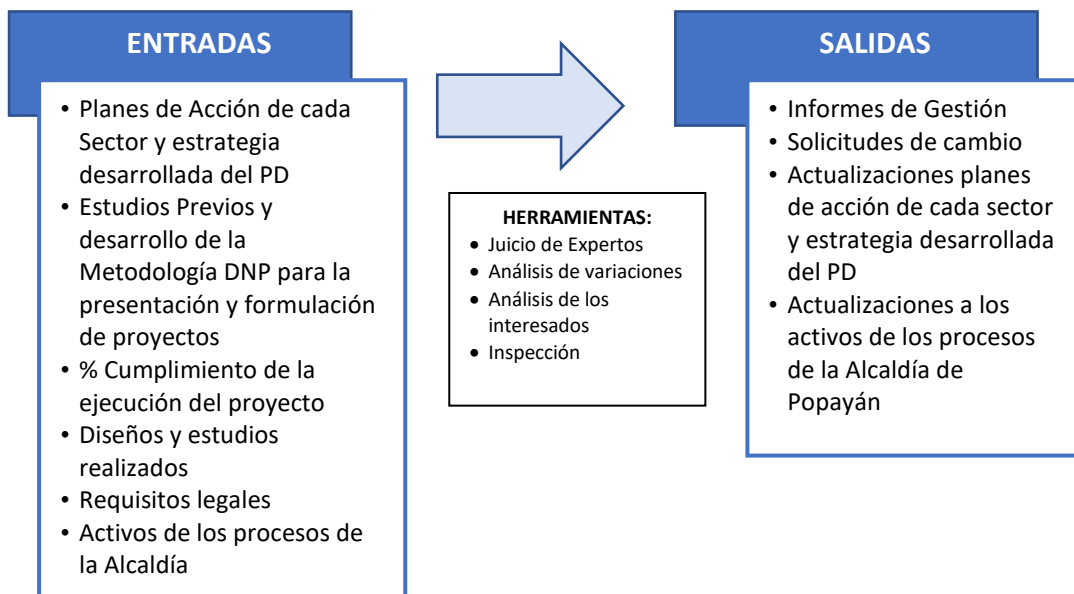 ENTRADAS
• Planes de Acción de cada
Sector y estrategia
desarrollada del PD
• Estudios Previos y
desarrollo de la
Metodología DNP para la
presentación y formulación
de proyectos
• % Cumplimiento de la
ejecución del proyecto
• Diseños y estudios
realizados
• Requisitos legales
• Activos de los procesos de
la Alcaldía
HERRAMIENTAS:
• Juicio de Expertos
• Análisis de variaciones
• Análisis de los
interesados
• Inspección
SALIDAS
• Informes de Gestión
• Solicitudes de cambio
• Actualizaciones planes
de acción de cada sector
y estrategia desarrollada
del PD
• Actualizaciones a los
activos de los procesos
de la Alcaldía de
Popayán